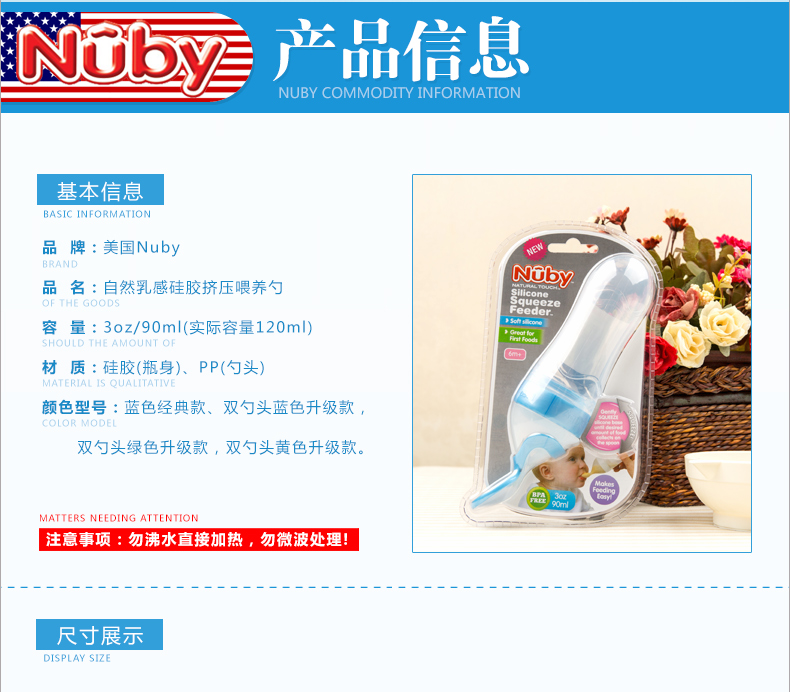 Nûby
产品信息
NUBY COMMODITY INFORMATION
基本信息
BASIC INFORMATION
品 牌：美国Nuby
BRAND
品 名：自然乳感硅胶挤压喂养勺
OF THE GOODS
容 量：3oz/90ml(实际容量120ml)
SHOULD THE AMOUNT OF
材 质：硅胶(瓶身)、PP(勺头)
MATERIAL IS QUALITATIVE
颜色型号：蓝色经典款、双勺头蓝色升级款，
COLOR MODEL
双勺头绿色升级款，双勺头黄色升级款。
MATTERS NEEDING ATTENTION
注意事项：勿沸水直接加热，勿微波处理!
NEW
Nûby
NATURAL TOUCH
Silicone
Squeeze
Feeder
Soft silicone
Great for
First Foods
6m+
Gently
SQUEEZE
silicone base
until desired
amount of food
collects on
the spoon
BPA
FREE
3oz
90ml
Makes
Feeding
Easy!
尺寸展示
DISPLAY SIZE